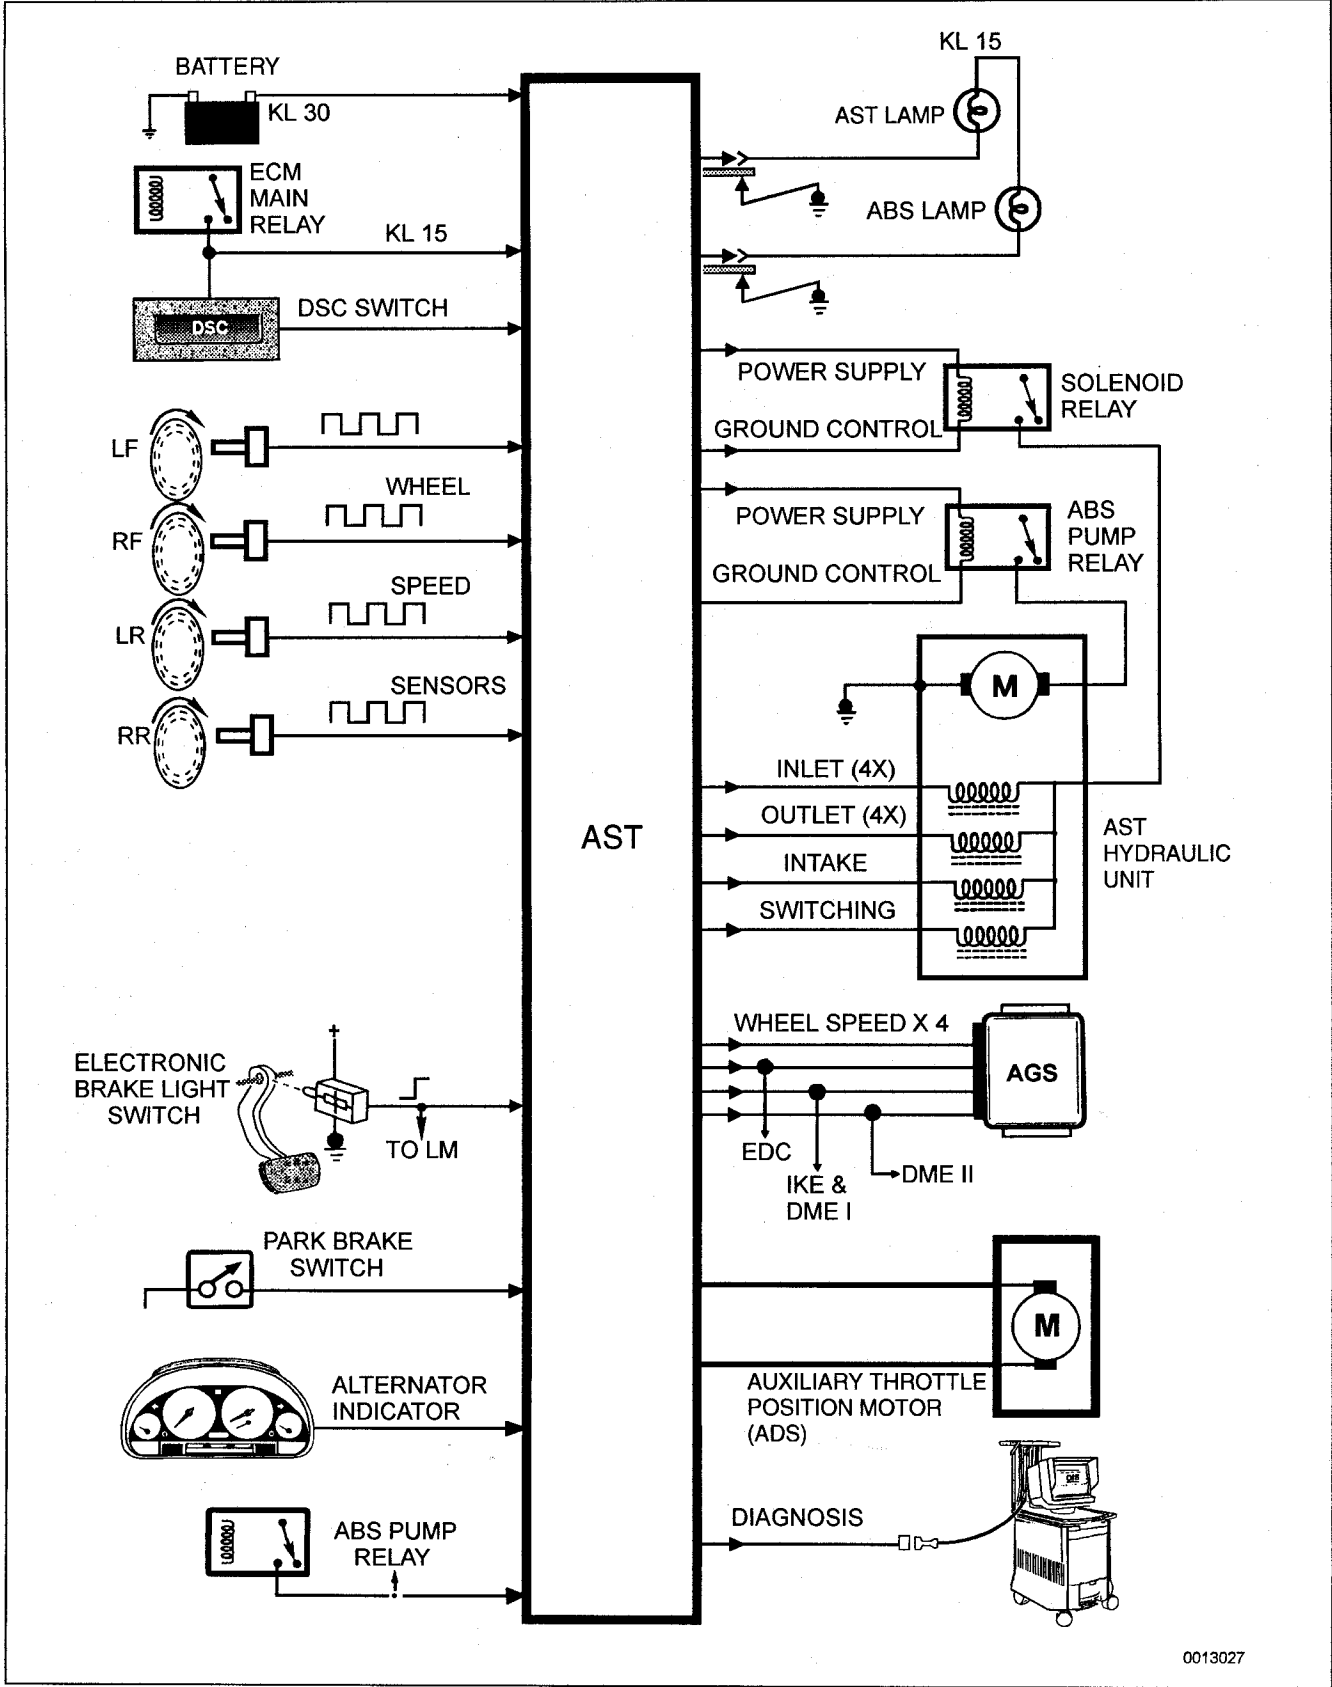 BATTERY
KL 30
ECM
MAIN
RELAY
KL 15
DSC SWITCH
DSC
LF
WHEEL
RF
SPEED
LR
SENSORS
RR
ELECTRONIC
BRAKE LIGHT
SWITCH
+
TO LM
PARK BRAKE
SWITCH
ALTERNATOR
INDICATOR
ABS PUMP
RELAY
AST
KL 15
AST LAMP
ABS LAMP
POWER SUPPLY
SOLENOID
RELAY
GROUND CONTROL
POWER SUPPLY
ABS
PUMP
RELAY
GROUND CONTROL
M
INLET (4X)
OUTLET (4X)
INTAKE
SWITCHING
AST
HYDRAULIC
UNIT
WHEEL SPEED X 4
AGS
EDC
IKE &
DME I
DME II
M
AUXILIARY THROTTLE
POSITION MOTOR
(ADS)
DIAGNOSIS
0013027